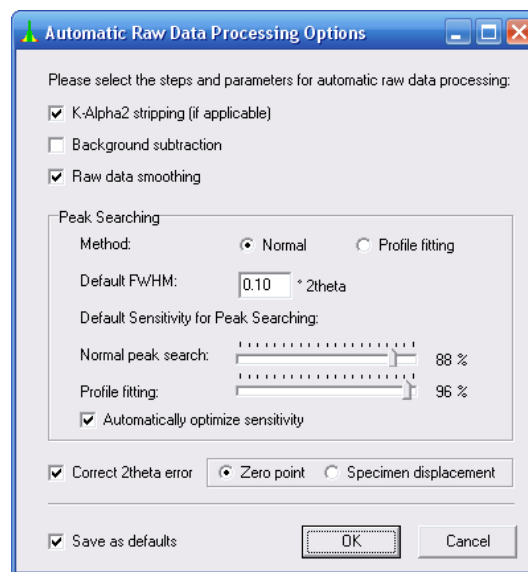 Automatic Raw Data Processing Options
Please select the steps and parameters for automatic raw data processing:
K-Alpha2 stripping (if applicable)
Background subtraction
Raw data smoothing
Peak Searching
Method: Normal Profile fitting
Default FWHM: 0.10 ° 2theta
Default Sensitivity for Peak Searching:
Normal peak search: 88 %
Profile fitting: 96 %
Automatically optimize sensitivity
Correct 2theta error Zero point Specimen displacement
Save as defaults OK Cancel